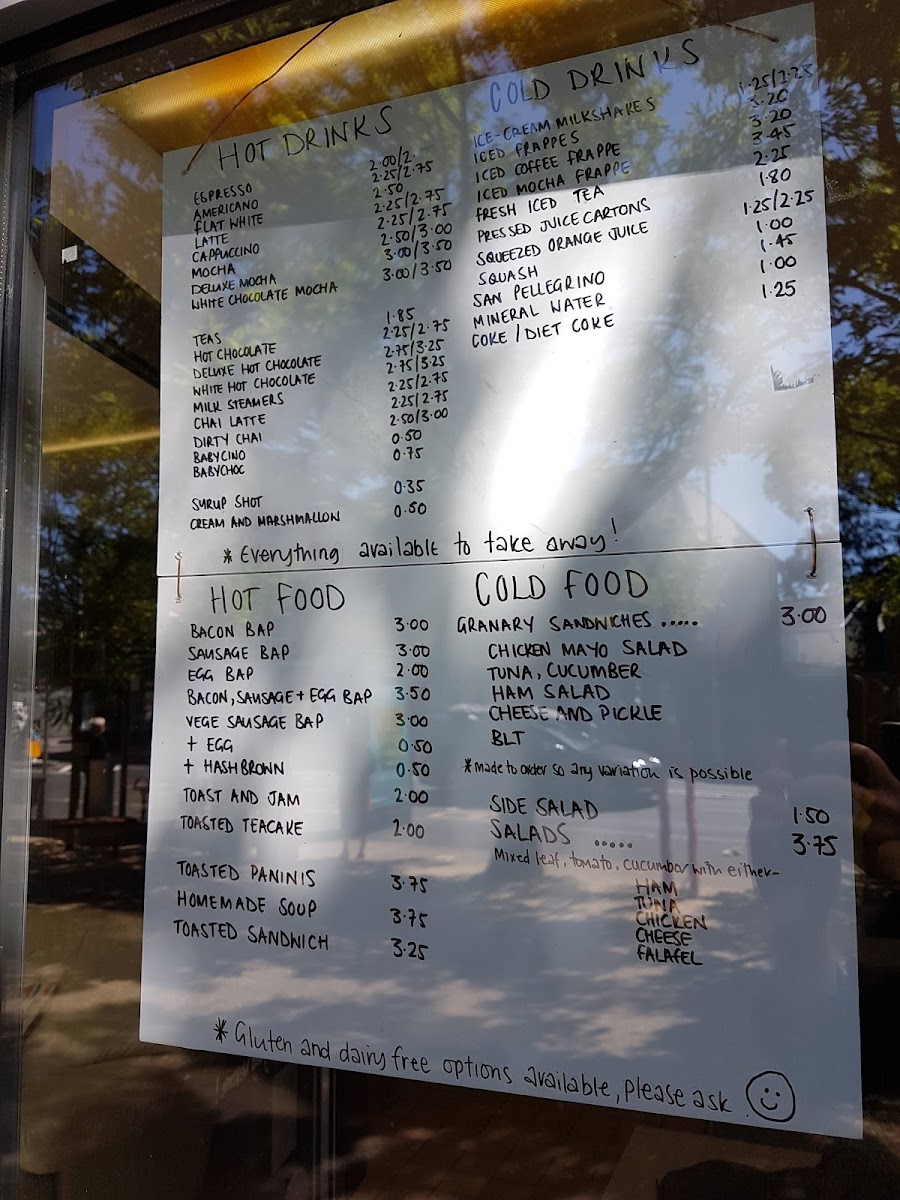 HOT DRINKS
ESPRESSO 2.00/2.
AMERICANO 2.25/2.75
FLAT WHITE 2.50
LATTE 2.25/2.75
CAPPUCCINO 2.25/2.75
MOCHA 2.50/3.00
DELUXE MOCHA 3.00/3.50
WHITE CHOCOLATE MOCHA 3.00/3.50
TEAS 1.85
HOT CHOCOLATE 2.25/2.75
DELUXE HOT CHOCOLATE 2.75/3.25
WHITE HOT CHOCOLATE 2.75/3.25
MILK STEAMERS 2.25/2.75
CHAI LATTE 2.25/2.75
DIRTY CHAI 2.50/3.00
BABYCINO 0.50
BABYCHOC 0.75
SYRUP SHOT 0.35
CREAM AND MARSHMALLON 0.50
COLD DRINKS
ICE-CREAM MILKSHAKES 1.25/2.25
ICED FRAPPES 3.20
ICED COFFEE FRAPPE 3.20
ICED MOCHA FRAPPE 3.45
FRESH ICED TEA 2.25
PRESSED JUICE CARTONS 1.80
SQUEEZED ORANGE JUICE 1.25/2.25
SQUASH 1.00
SAN PELLEGRINO 1.45
MINERAL WATER 1.00
COKE / DIET COKE 1.25
* Everything available to take away!
HOT FOOD
BACON BAP 3.00
SAUSAGE BAP 3.00
EGG BAP 2.00
BACON, SAUSAGE + EGG BAP 3.50
VEGE SAUSAGE BAP 3.00
+ EGG 0.50
+ HASHBROWN 0.50
TOAST AND JAM 2.00
TOASTED TEACAKE 2.00
TOASTED PANINIS 3.75
HOMEMADE SOUP 3.75
TOASTED SANDWICH 3.25
COLD FOOD
GRANARY SANDWICHES ..... 3.00
CHICKEN MAYO SALAD
TUNA, CUCUMBER
HAM SALAD
CHEESE AND PICKLE
BLT
* made to order so any variation is possible
SIDE SALAD 1.50
SALADS ..... 3.75
Mixed leaf, tomato, cucumber with either-
HAM
TUNA
CHICKEN
CHEESE
FALAFEL
* Gluten and dairy free options available, please ask.